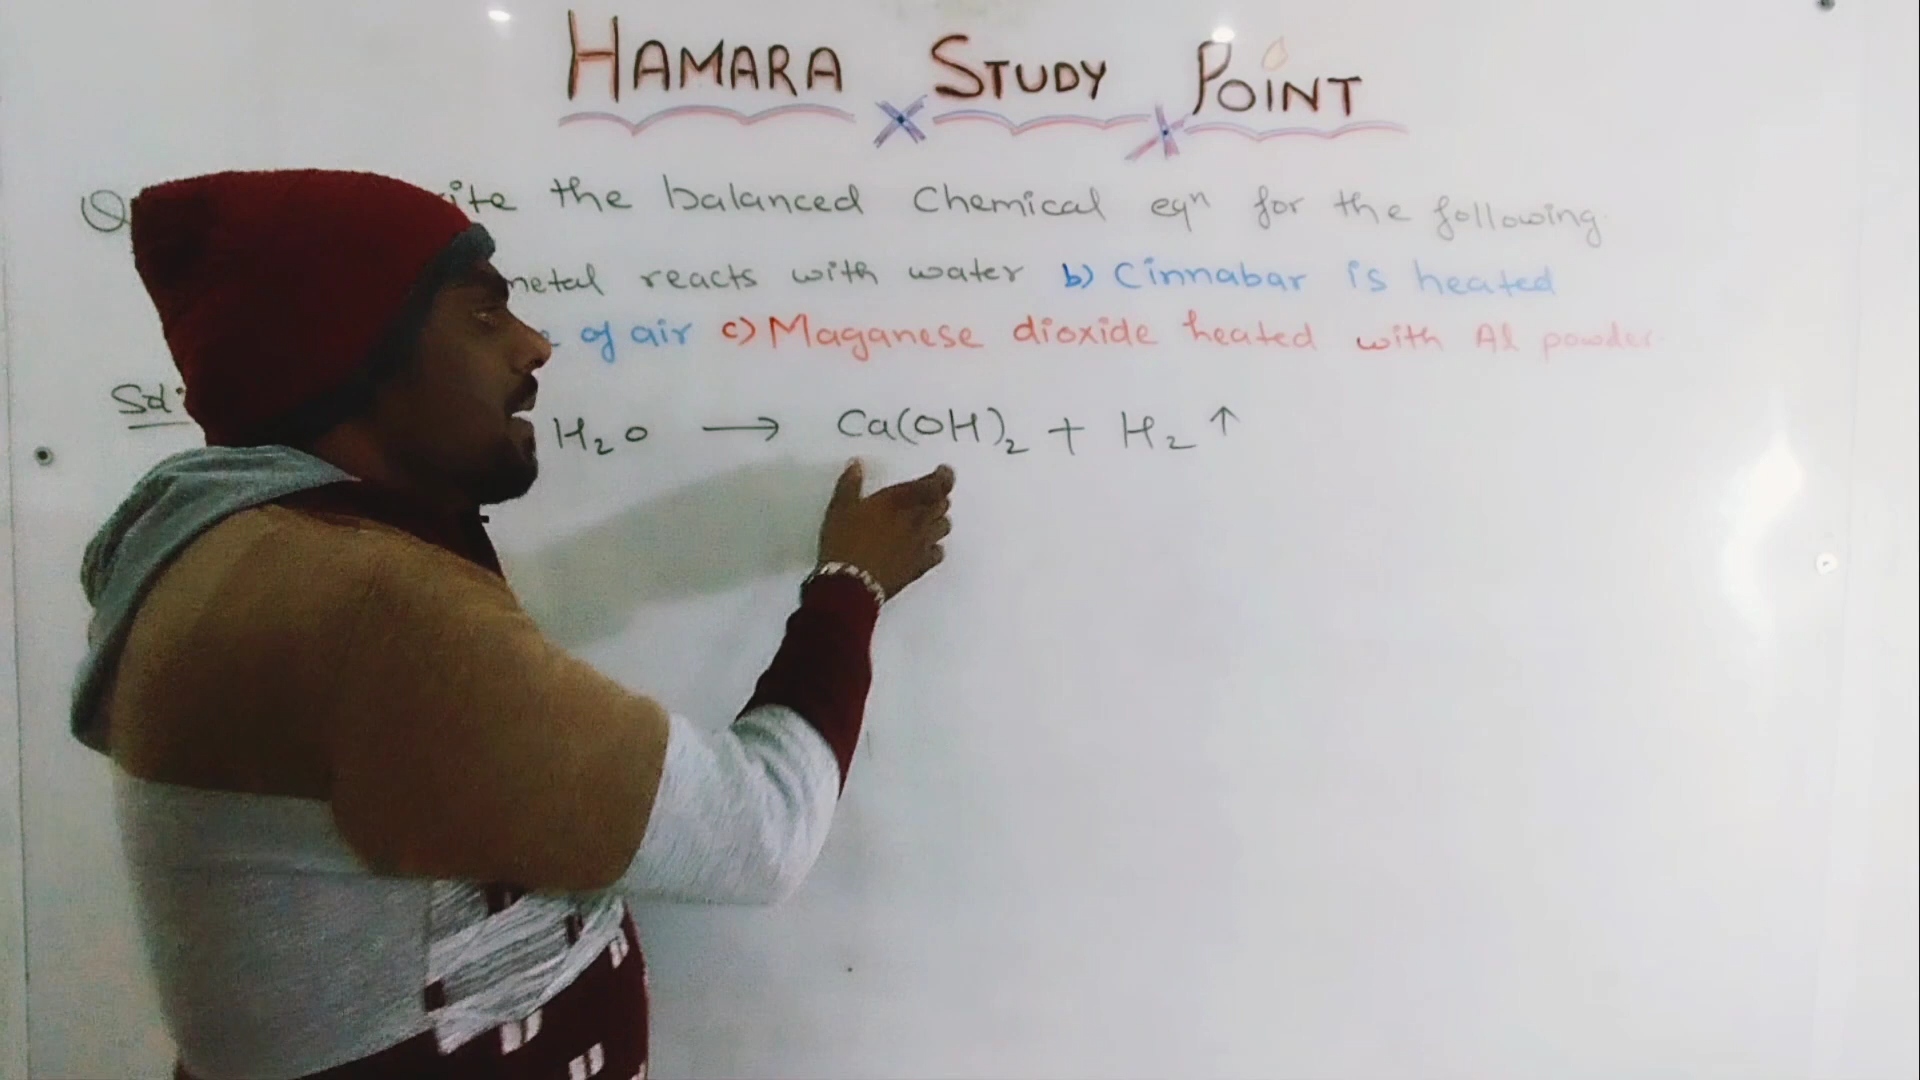 HAMARA STUDY POINT
the balanced Chemical eqn for the following
metal reacts with water b) Cinnabar is heated
of air c) Maganese dioxide heated with Al powder
Sol
H2O → Ca(OH)2 + H2 ↑